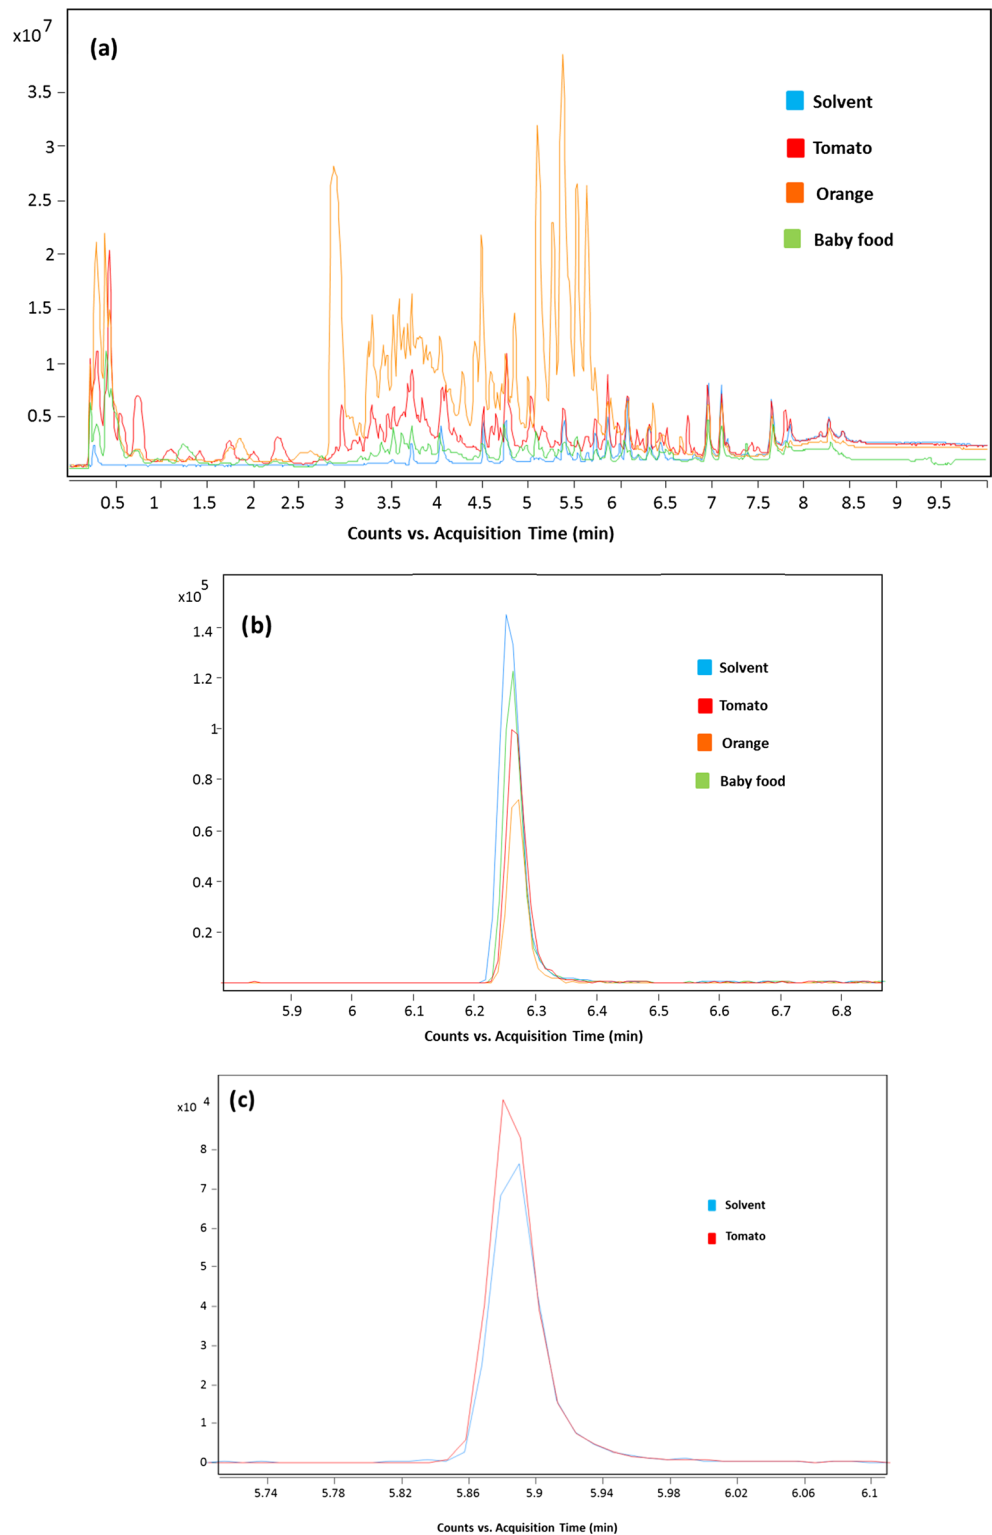 x10 7
(a)
3.5
3
2.5
2
1.5
1
0.5
Solvent
Tomato
Orange
Baby food
0.5 1 1.5 2 2.5 3 3.5 4 4.5 5 5.5 6 6.5 7 7.5 8 8.5 9 9.5
Counts vs. Acquisition Time (min)
x10 5
(b)
1.4
1.2
1
0.8
0.6
0.4
0.2
Solvent
Tomato
Orange
Baby food
5.9 6 6.1 6.2 6.3 6.4 6.5 6.6 6.7 6.8
Counts vs. Acquisition Time (min)
x10 4
(c)
8
7
6
5
4
3
2
1
0
Solvent
Tomato
5.74 5.78 5.82 5.86 5.9 5.94 5.98 6.02 6.06 6.1
Counts vs. Acquisition Time (min)